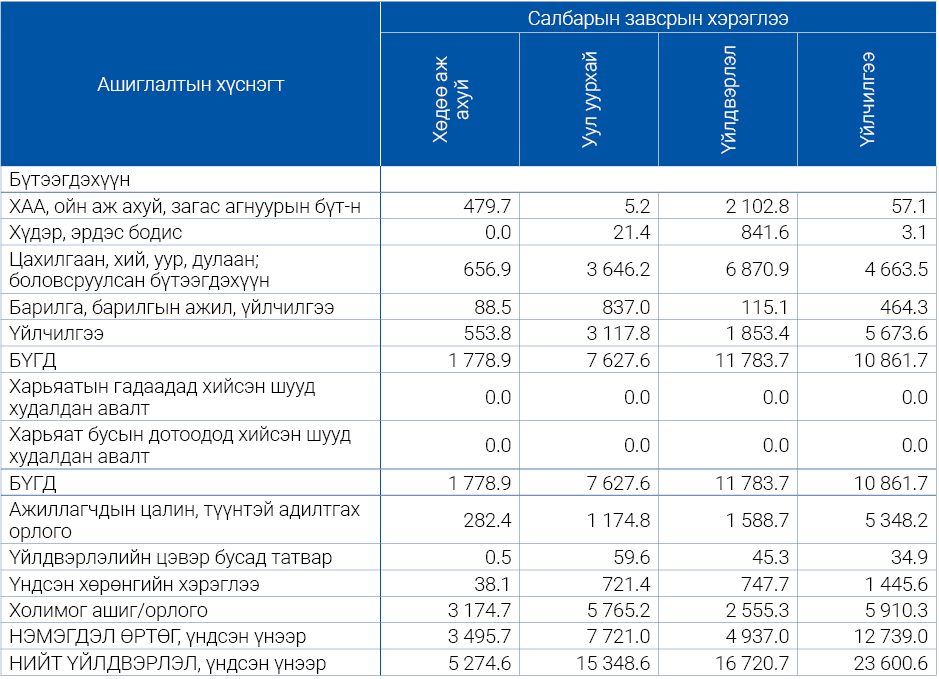 Ашиглалтын хүснэгт
Салбарын завсрын хэрэглээ
Хөдөө аж
ахуй
Уул уурхай
Үйлдвэрлэл
Үйлчилгээ
Бүтээгдэхүүн
ХАА, ойн аж ахуй, загас агнуурын бүт-н 479.7 5.2 2 102.8 57.1
Хүдэр, эрдэс бодис 0.0 21.4 841.6 3.1
Цахилгаан, хий, уур, дулаан;
боловсруулсан бүтээгдэхүүн 656.9 3 646.2 6 870.9 4 663.5
Барилга, барилгын ажил, үйлчилгээ 88.5 837.0 115.1 464.3
Үйлчилгээ 553.8 3 117.8 1 853.4 5 673.6
БҮГД 1 778.9 7 627.6 11 783.7 10 861.7
Харьяатын гадаадад хийсэн шууд
худалдан авалт 0.0 0.0 0.0 0.0
Харьяат бусын дотоодод хийсэн шууд
худалдан авалт 0.0 0.0 0.0 0.0
БҮГД 1 778.9 7 627.6 11 783.7 10 861.7
Ажиллагчдын цалин, түүнтэй адилтгах
орлого 282.4 1 174.8 1 588.7 5 348.2
Үйлдвэрлэлийн цэвэр бусад татвар 0.5 59.6 45.3 34.9
Үндсэн хөрөнгийн хэрэглээ 38.1 721.4 747.7 1 445.6
Холимог ашиг/орлого 3 174.7 5 765.2 2 555.3 5 910.3
НЭМЭГДЭЛ ӨРТӨГ, үндсэн үнээр 3 495.7 7 721.0 4 937.0 12 739.0
НИЙТ ҮЙЛДВЭРЛЭЛ, үндсэн үнээр 5 274.6 15 348.6 16 720.7 23 600.6